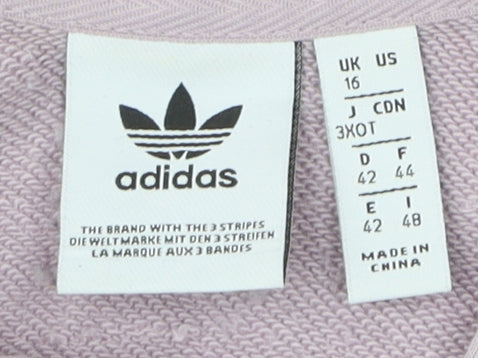 adidas
THE BRAND WITH THE 3 STRIPES
DIE WELTMARKE MIT DEN 3 STREIFEN
LA MARQUE AUX 3 BANDES
UK US
16
J CDN
3XOT
D F
42 44
E I
42 48
MADE IN
CHINA